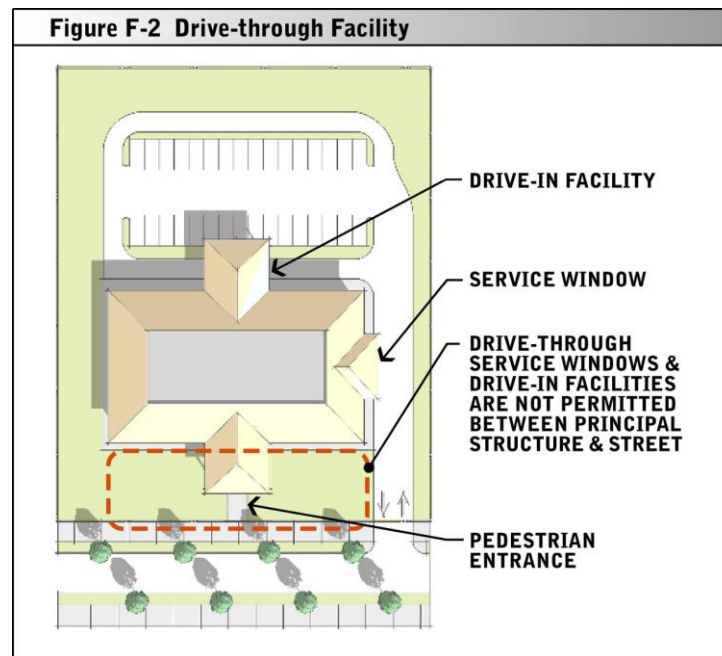 Figure F-2 Drive-through Facility
DRIVE-IN FACILITY
SERVICE WINDOW
DRIVE-THROUGH
SERVICE WINDOWS &
DRIVE-IN FACILITIES
ARE NOT PERMITTED
BETWEEN PRINCIPAL
STRUCTURE & STREET
PEDESTRIAN
ENTRANCE